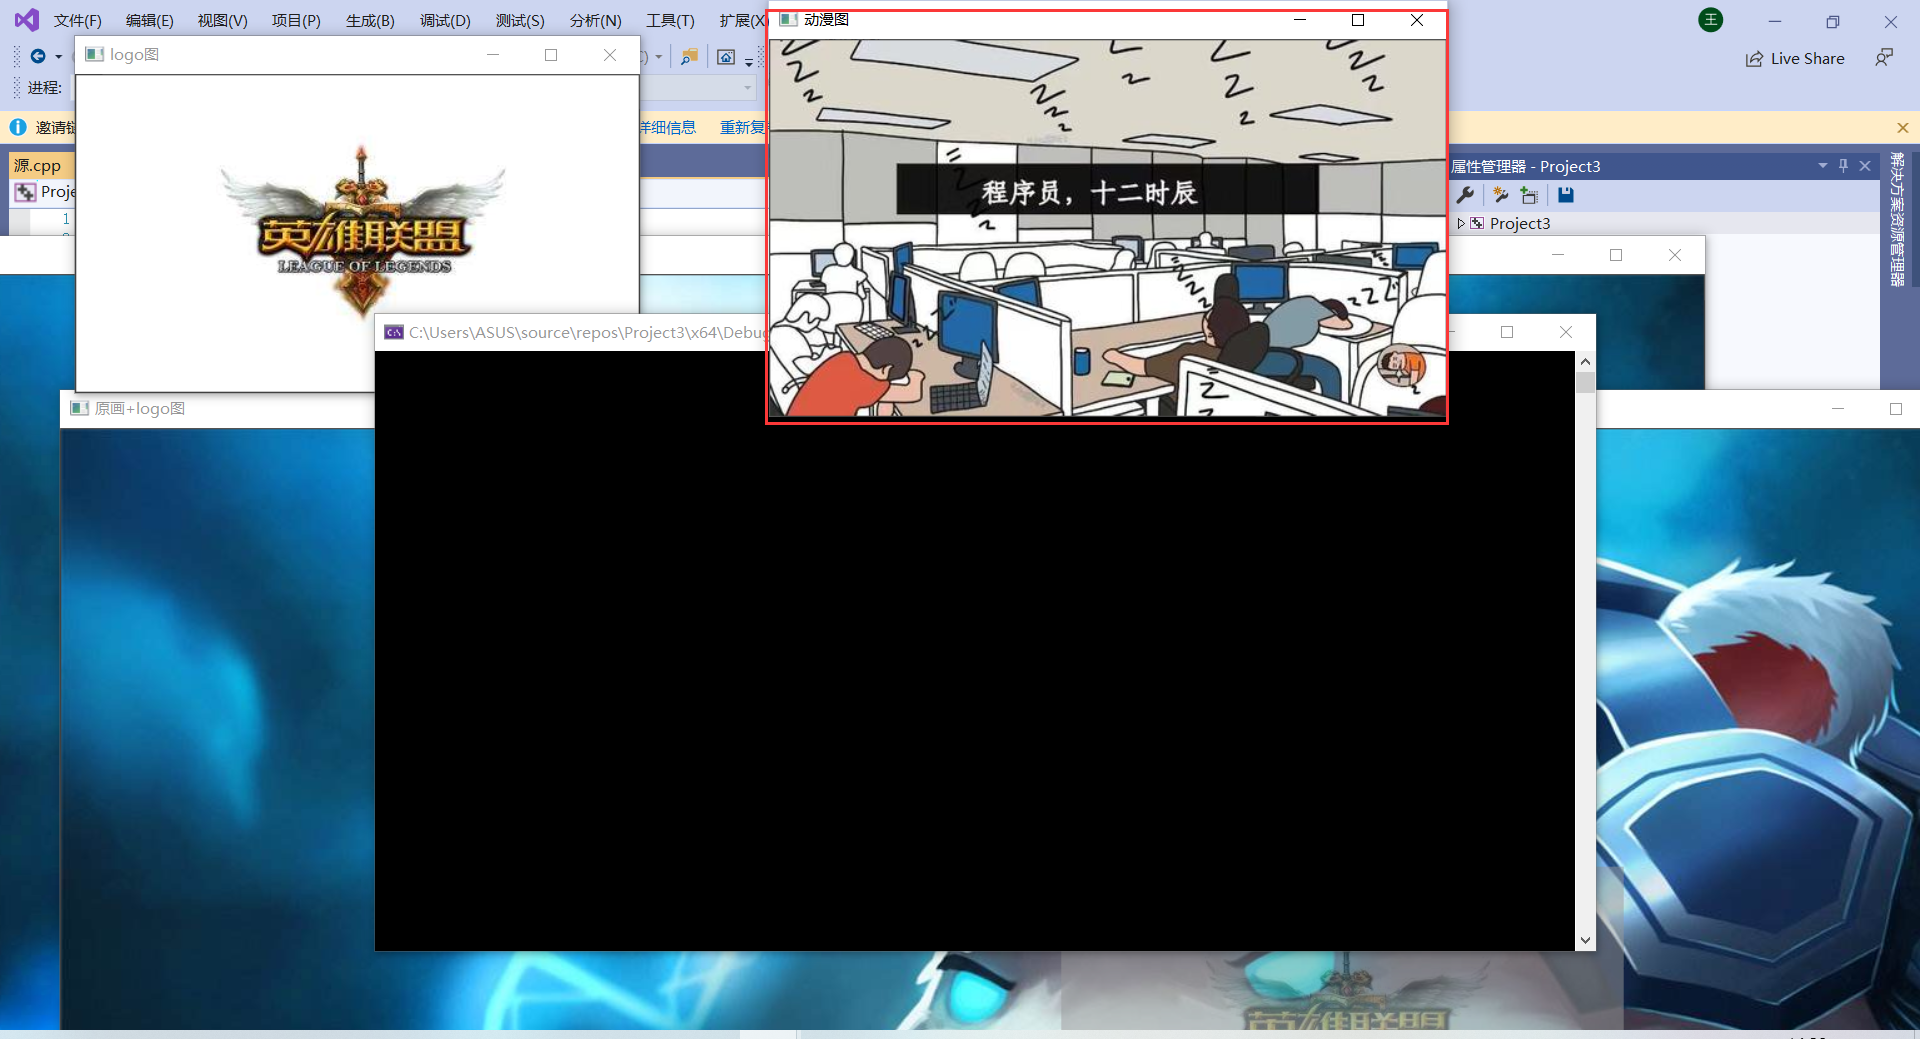 文件(F) 编辑(E) 视图(V) 项目(P) 生成(B) 调试(D) 测试(S) 分析(N) 工具(T) 扩展(X
王
Live Share
进程:
邀请链
详细信息 重新复
源.cpp
Proje
1
logo图
英雄联盟
LEAGUE OF LEGENDS
动漫图
程序员，十二时辰
C:\Users\ASUS\source\repos\Project3\x64\Debug
原画+logo图
属性管理器 - Project3
Project3
解决方案资源管理器
英雄联盟